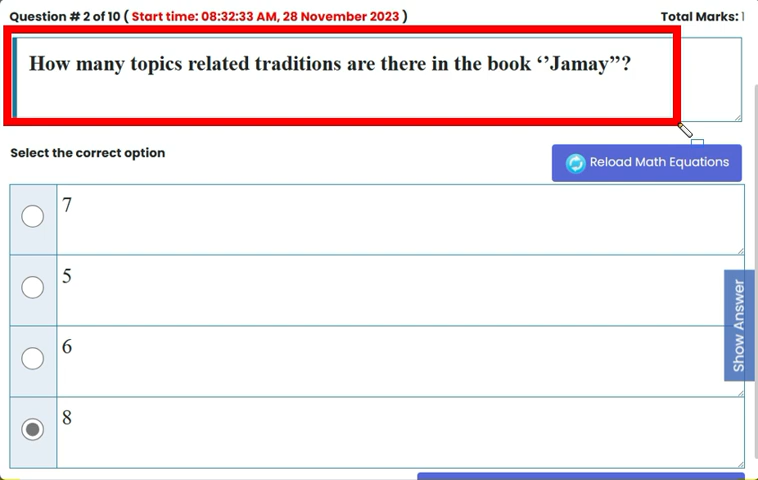 Question # 2 of 10 ( Start time: 08:32:33 AM, 28 November 2023 ) Total Marks: 1
How many topics related traditions are there in the book ‘’Jamay’’?
Select the correct option
Reload Math Equations
7
5
6
8
Show Answer